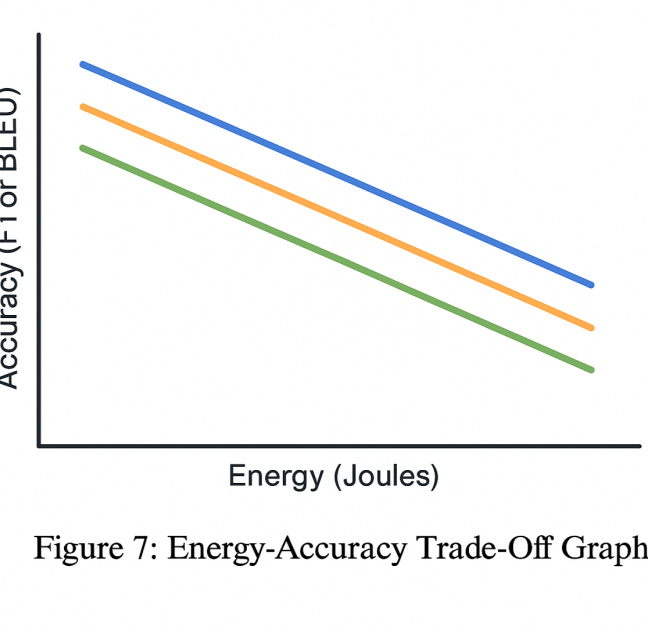 Accuracy (F1 or BLEU)
Energy (Joules)
Figure 7: Energy-Accuracy Trade-Off Graph